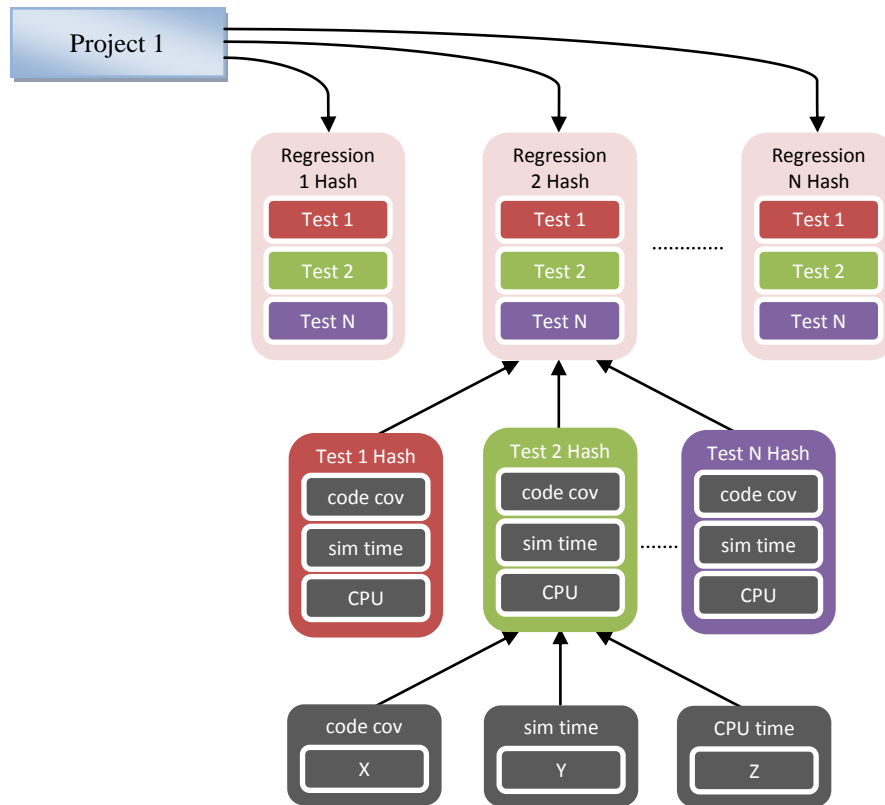 Project 1
Regression
1 Hash
Test 1
Test 2
Test N
Regression
2 Hash
Test 1
Test 2
Test N
Regression
N Hash
Test 1
Test 2
Test N
Test 1 Hash
code cov
sim time
CPU
Test 2 Hash
code cov
sim time
CPU
Test N Hash
code cov
sim time
CPU
code cov
X
sim time
Y
CPU time
Z